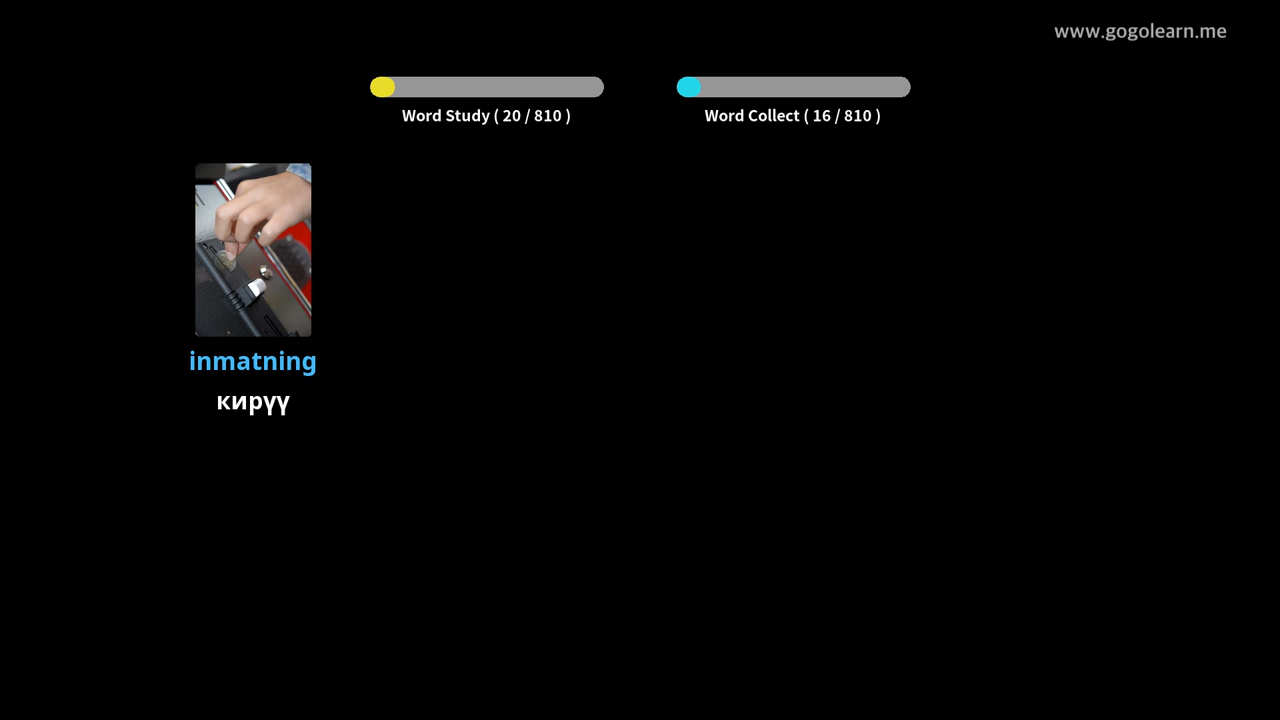 www.gogolearn.me
Word Study ( 20 / 810 )
Word Collect ( 16 / 810 )
inmatning
кирүү